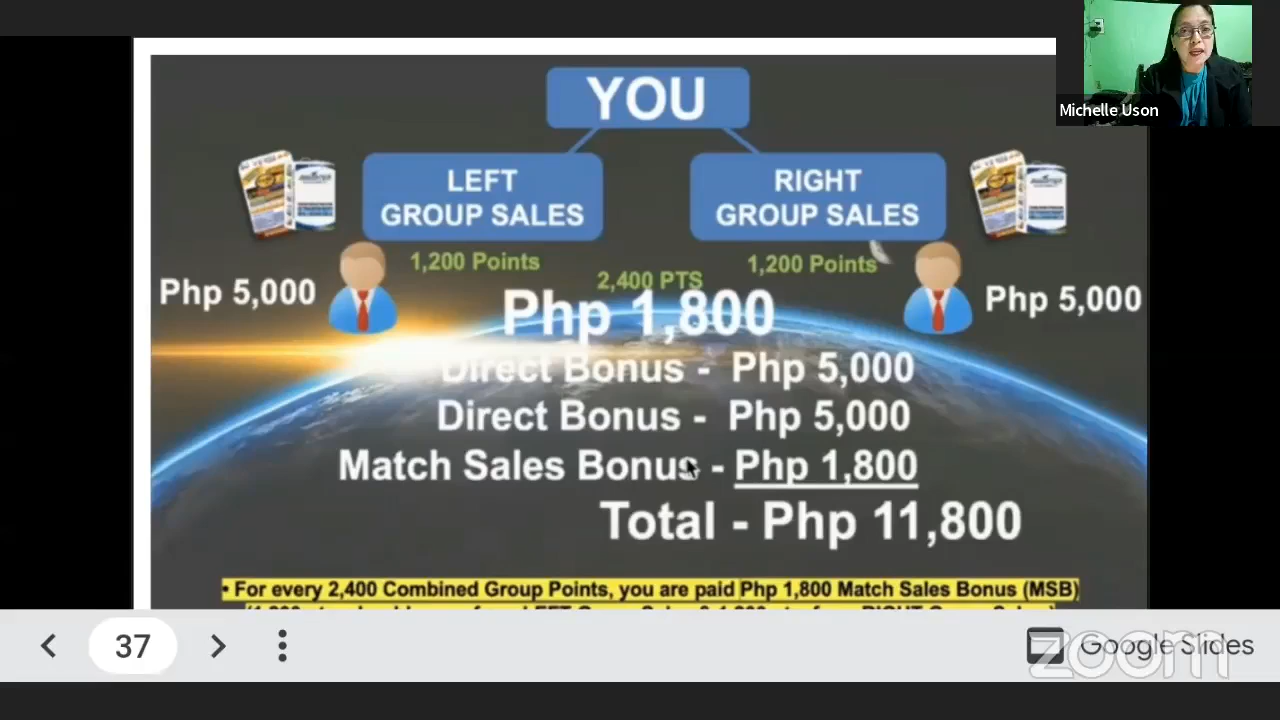 YOU
LEFT
GROUP SALES
RIGHT
GROUP SALES
1,200 Points
1,200 Points
2,400 PTS
Php 5,000
Php 5,000
Php 1,800
Direct Bonus - Php 5,000
Direct Bonus - Php 5,000
Match Sales Bonus - Php 1,800
Total - Php 11,800
• For every 2,400 Combined Group Points, you are paid Php 1,800 Match Sales Bonus (MSB)
Michelle Uson
37
Google Slides
zoom